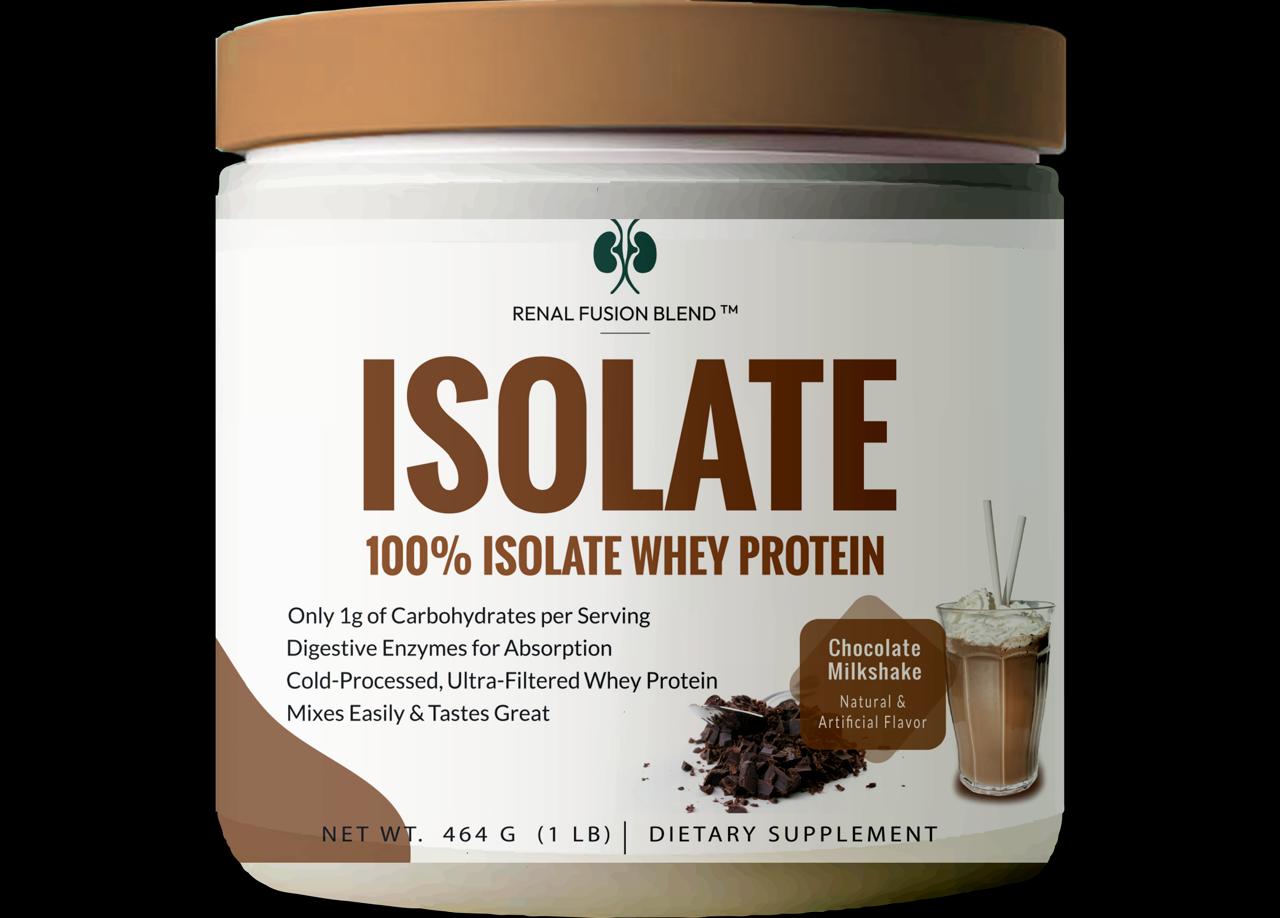 RENAL FUSION BLEND ™
ISOLATE
100% ISOLATE WHEY PROTEIN
Only 1g of Carbohydrates per Serving
Digestive Enzymes for Absorption
Cold-Processed, Ultra-Filtered Whey Protein
Mixes Easily & Tastes Great
Chocolate
Milkshake
Natural &
Artificial Flavor
NET WT. 464 G (1 LB) | DIETARY SUPPLEMENT